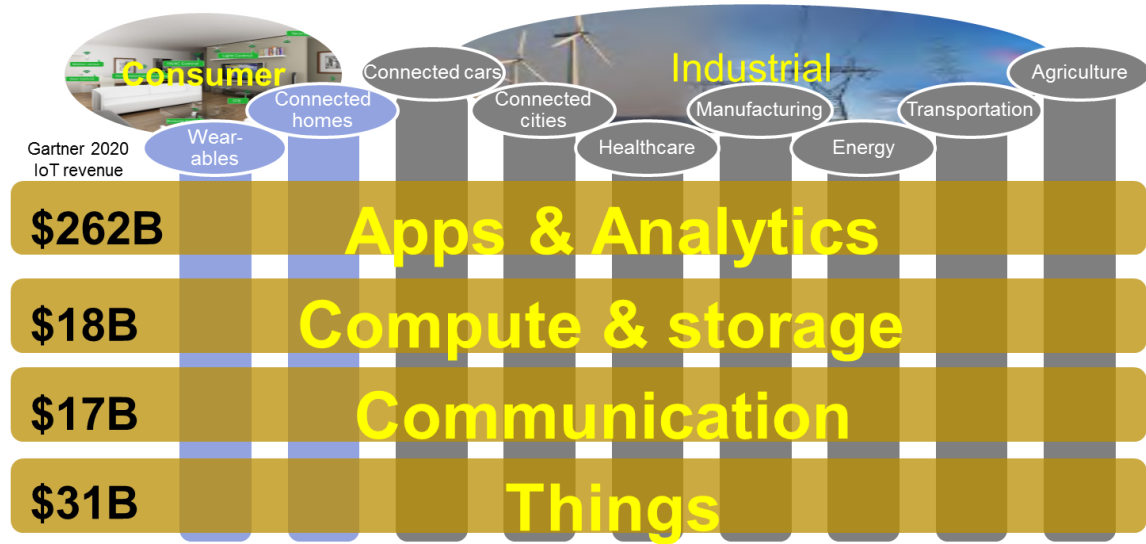 Consumer
Industrial
Connected cars
Agriculture
Connected
homes
Connected
cities
Manufacturing
Transportation
Wear-
ables
Healthcare
Energy
Gartner 2020
IoT revenue
$262B
Apps & Analytics
$18B
Compute & storage
$17B
Communication
$31B
Things